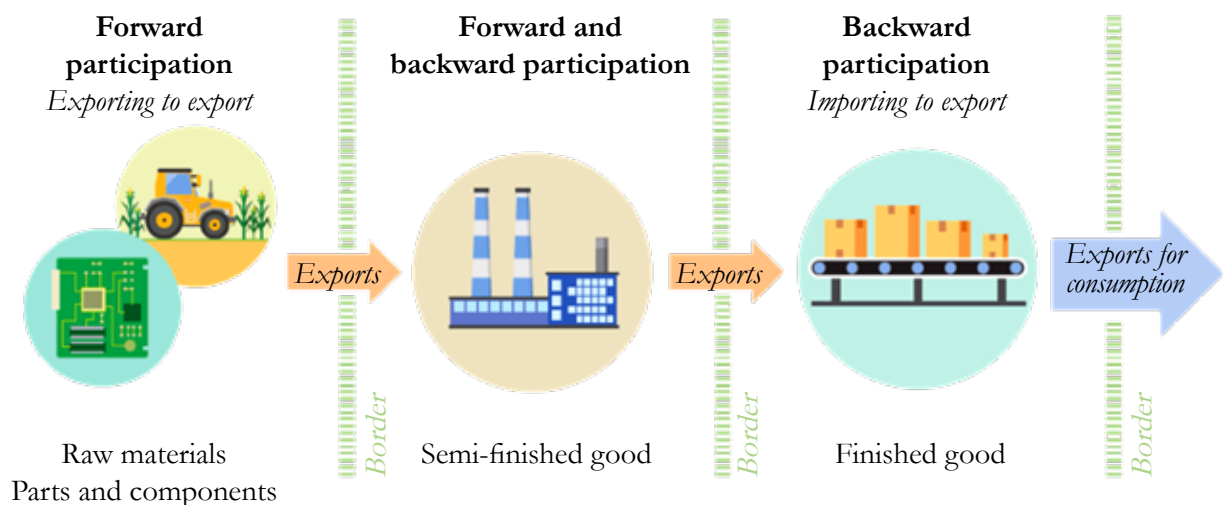 Forward
participation
Exporting to export
Forward and
backward participation
Backward
participation
Importing to export
Exports
Exports
Exports for
consumption
Border
Border
Border
Raw materials
Parts and components
Semi-finished good
Finished good